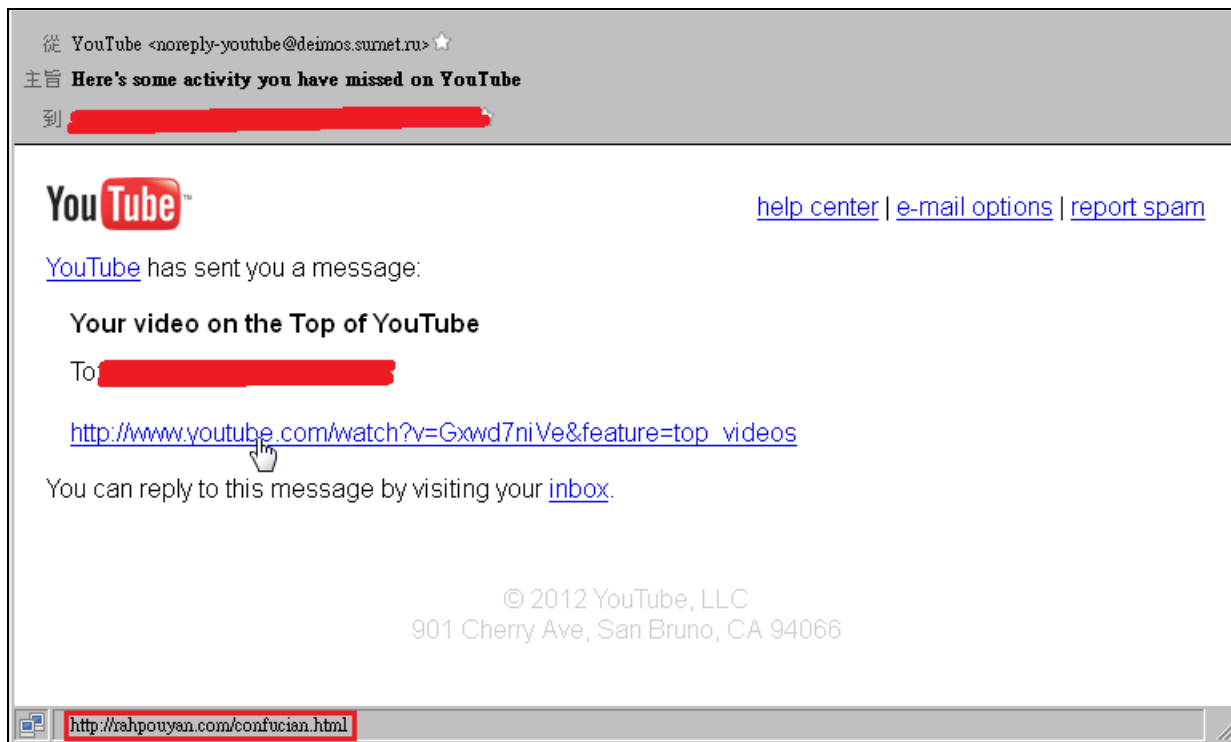 從 YouTube <noreply-youtube@deimos.surnet.ru>
主旨 Here's some activity you have missed on YouTube
到
YouTube™
help center | e-mail options | report spam
YouTube has sent you a message:
Your video on the Top of YouTube
To:
http://www.youtube.com/watch?v=Gxwd7niVe&feature=top_videos
You can reply to this message by visiting your inbox.
© 2012 YouTube, LLC
901 Cherry Ave, San Bruno, CA 94066
http://rahpouyan.com/confucian.html